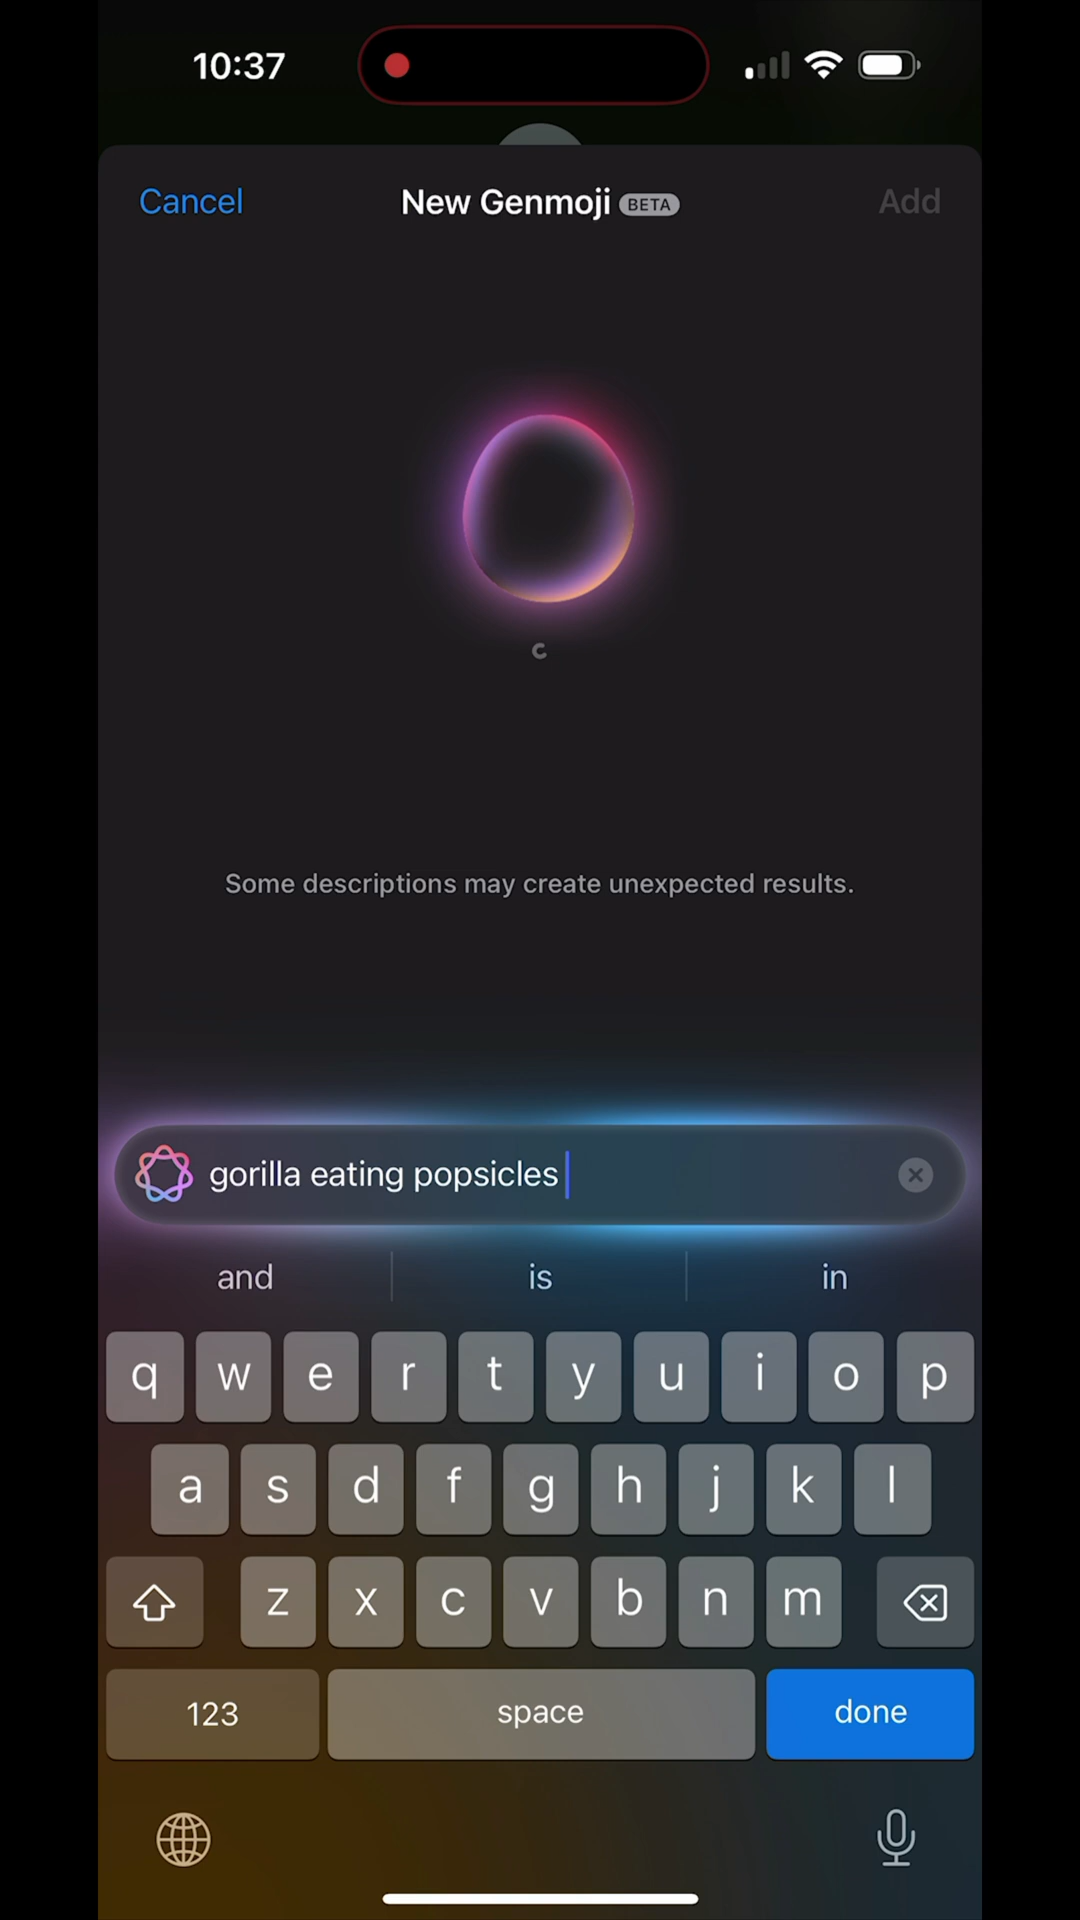 10:37
Cancel
New Genmoji BETA
Add
Some descriptions may create unexpected results.
gorilla eating popsicles
and is in
q w e r t y u i o p
a s d f g h j k l
z x c v b n m
123 space done